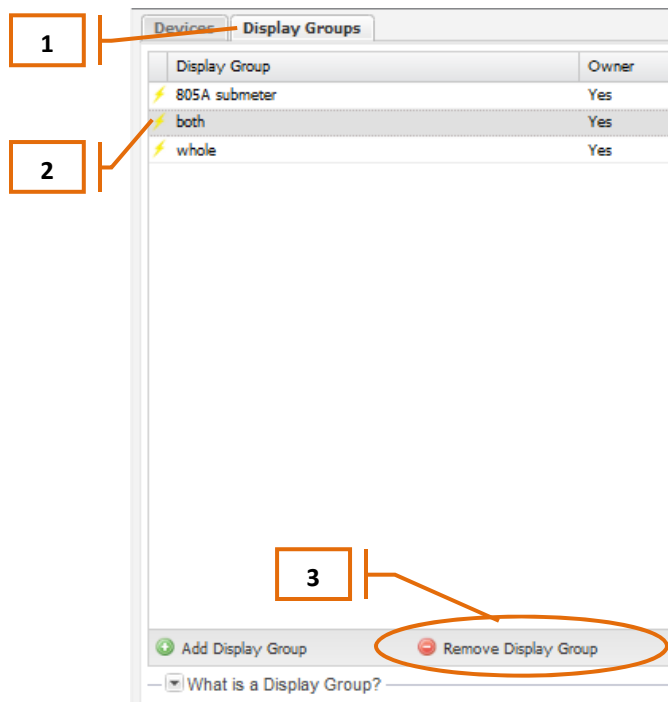 1
Devices Display Groups
Display Group Owner
805A submeter Yes
both Yes
2
whole Yes
3
Add Display Group Remove Display Group
What is a Display Group?